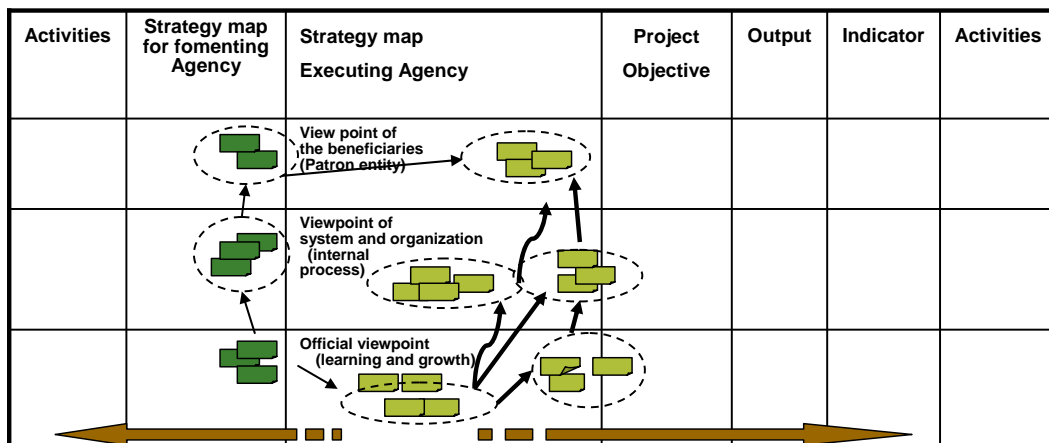 Activities
Strategy map
for fomenting
Agency
Strategy map
Executing Agency
Project
Objective
Output
Indicator
Activities
View point of
the beneficiaries
(Patron entity)
Viewpoint of
system and organization
(internal
process)
Official viewpoint
(learning and growth)